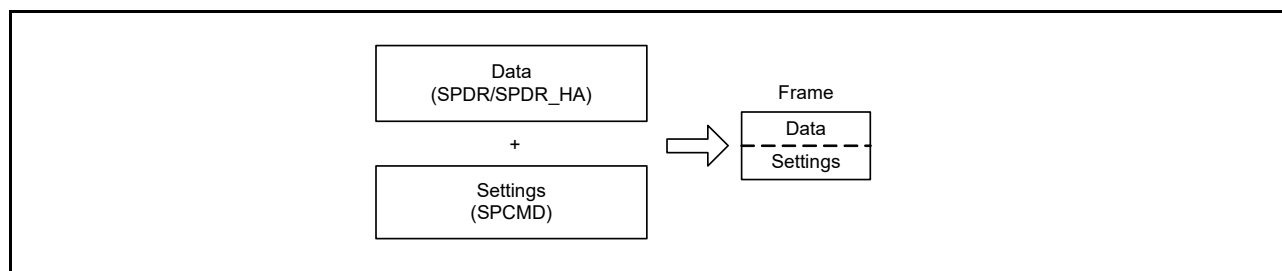 Data
(SPDR/SPDR_HA)
+
Settings
(SPCMD)
Frame
Data
Settings